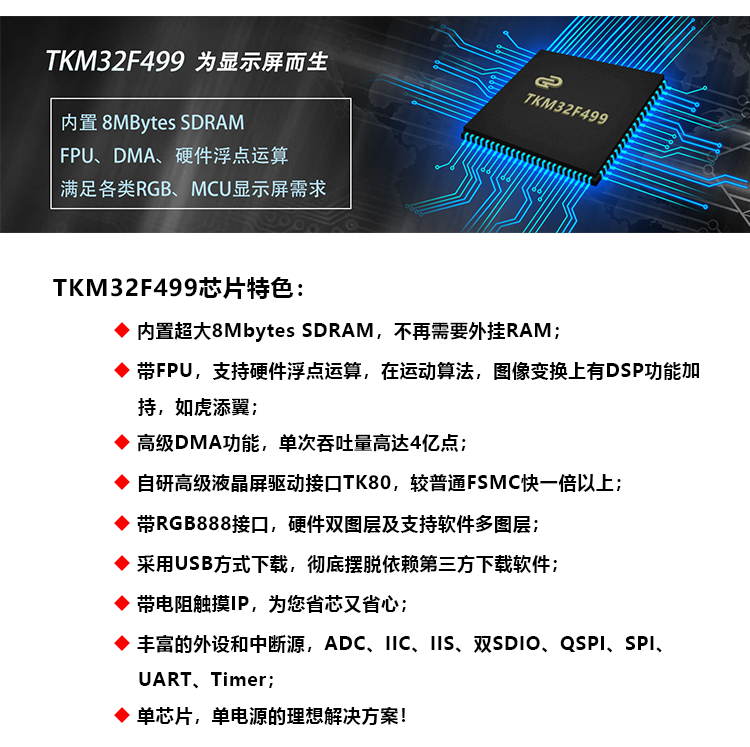 TKM32F499 为显示屏而生
内置 8MBytes SDRAM
FPU、DMA、硬件浮点运算
满足各类RGB、MCU显示屏需求
TKM32F499
TKM32F499芯片特色：
内置超大8Mbytes SDRAM，不再需要外挂RAM；
带FPU，支持硬件浮点运算，在运动算法，图像变换上有DSP功能加
持，如虎添翼；
高级DMA功能，单次吞吐量高达4亿点；
自研高级液晶屏驱动接口TK80，较普通FSMC快一倍以上；
带RGB888接口，硬件双图层及支持软件多图层；
采用USB方式下载，彻底摆脱依赖第三方下载软件；
带电阻触摸IP，为您省芯又省心；
丰富的外设和中断源，ADC、IIC、IIS、双SDIO、QSPI、SPI、
UART、Timer；
单芯片，单电源的理想解决方案！